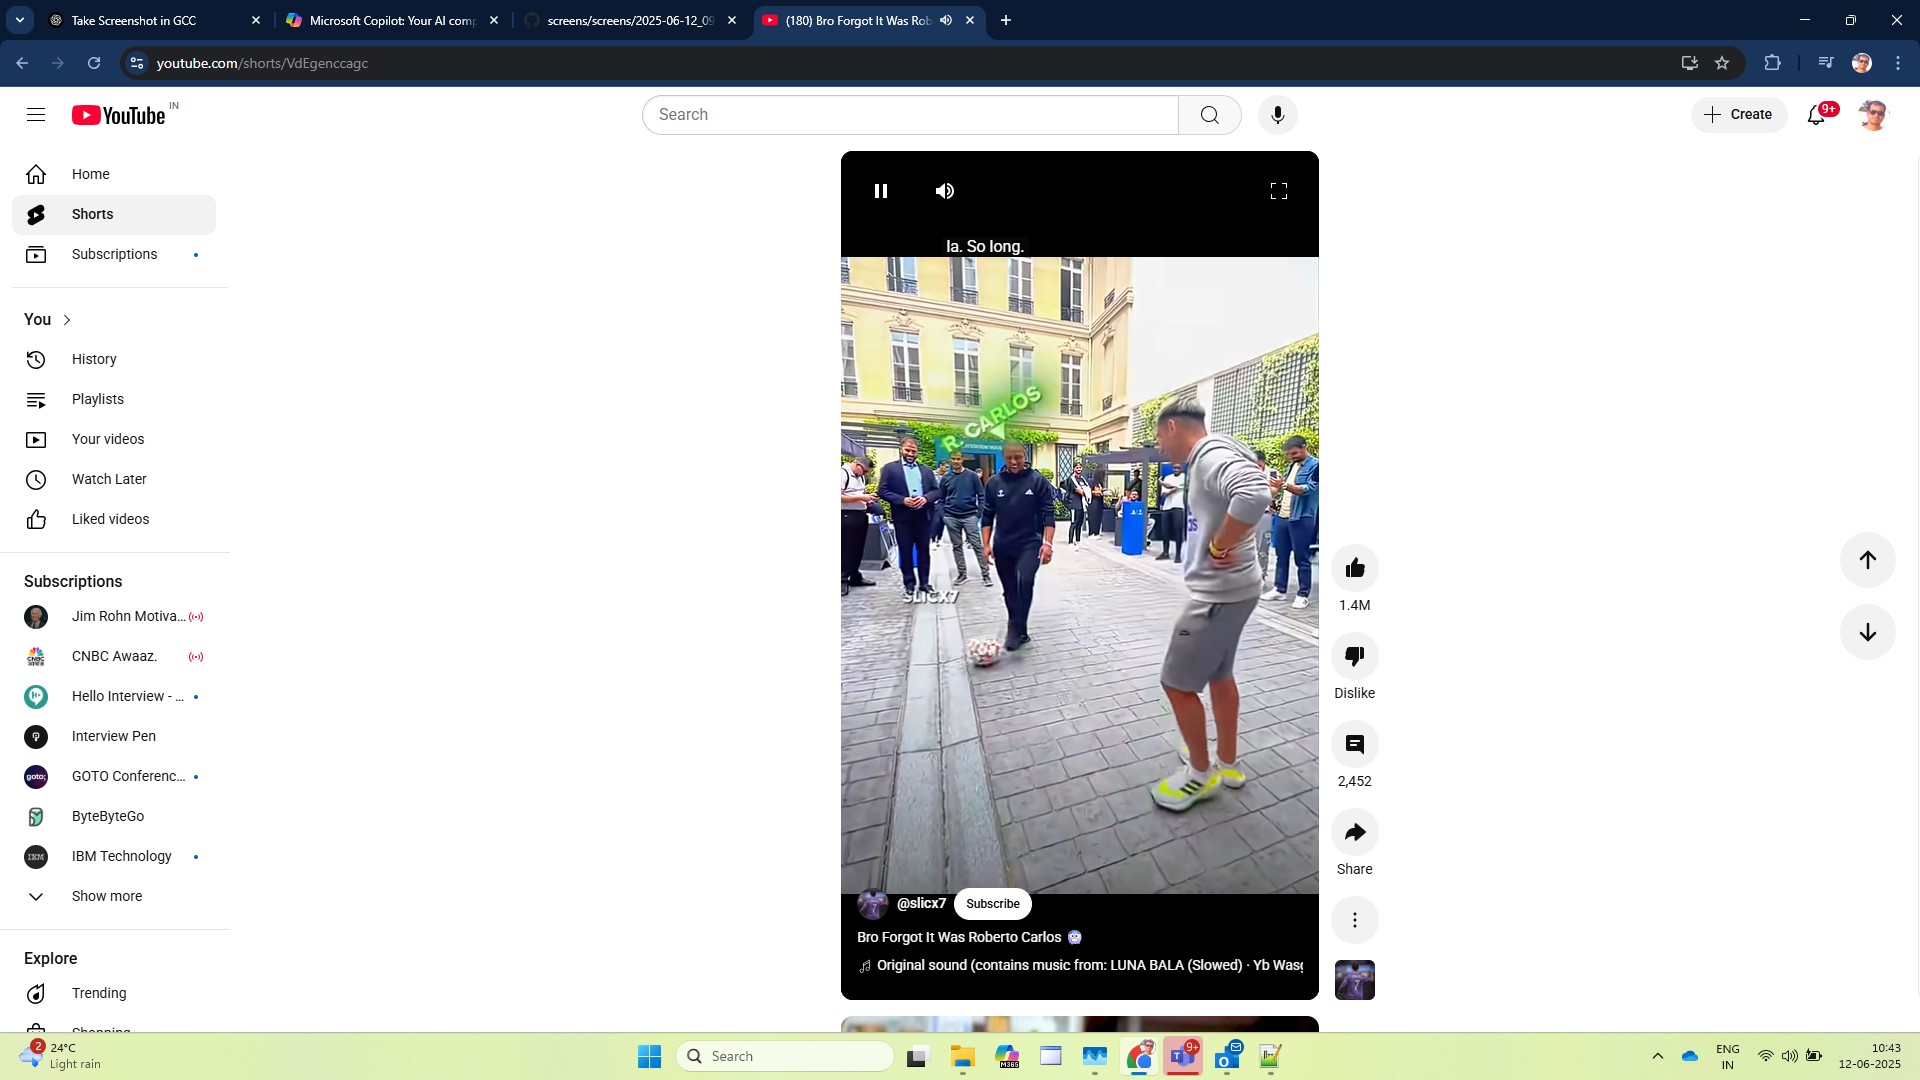 Take Screenshot in GCC
Microsoft Copilot: Your AI comp
screens/screens/2025-06-12_09
(180) Bro Forgot It Was Rob
youtube.com/shorts/VdEgenccagc
YouTube IN
Search
Create
9+
Home
Shorts
Subscriptions
You
History
Playlists
Your videos
Watch Later
Liked videos
Subscriptions
Jim Rohn Motiva...
CNBC Awaaz.
Hello Interview - ...
Interview Pen
GOTO Conferenc...
ByteByteGo
IBM Technology
Show more
Explore
Trending
Shopping
la. So long.
R. CARLOS
SLICX7
@slicx7
Subscribe
Bro Forgot It Was Roberto Carlos
Original sound (contains music from: LUNA BALA (Slowed) · Yb Wasg
1.4M
Dislike
2,452
Share
2
24°C
Light rain
Search
M365
9+
ENG
IN
10:43
12-06-2025